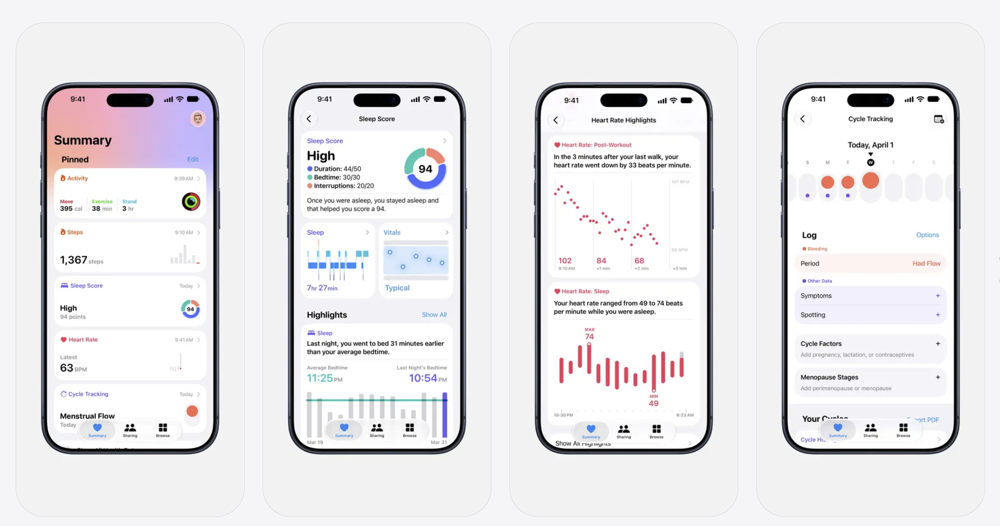 9:41
Summary
Pinned
Edit
Activity
9:39 AM
Move
Exercise
Stand
395 cal
38 min
3 hr
Steps
9:10 AM
1,367 steps
Sleep Score
Today
High
94 points
94
Heart Rate
9:41 AM
Latest
63 BPM
Cycle Tracking
Today
Menstrual Flow
Today
Summary
Sharing
Browse
9:41
Sleep Score
Sleep Score
High
Duration: 44/50
Bedtime: 30/30
Interruptions: 20/20
94
Once you were asleep, you stayed asleep and
that helped you score a 94.
Sleep
7hr 27min
Vitals
Typical
Highlights
Show All
Sleep
Last night, you went to bed 31 minutes earlier
than your average bedtime.
Average Bedtime
Last Night's Bedtime
11:25 PM
10:54 PM
Mar 19
Mar 31
Summary
Sharing
Browse
9:41
Heart Rate Highlights
Heart Rate: Post-Workout
In the 3 minutes after your last walk, your
heart rate went down by 33 beats per minute.
107 BPM
68 BPM
102
84
68
9:10 AM
+1 min
+2 min
+3 min
Heart Rate: Sleep
Your heart rate ranged from 49 to 74 beats
per minute while you were asleep.
MAX
74
MIN
49
10:30 PM
6:23 AM
Summary
Sharing
Browse
Show All Highlights
9:41
Cycle Tracking
Today, April 1
S
M
T
W
T
F
S
Log
Options
Bleeding
Period
Had Flow
Other Data
Symptoms
+
Spotting
+
Cycle Factors
+
Add pregnancy, lactation, or contraceptives
Menopause Stages
+
Add perimenopause or menopause
Your Cycles
Export PDF
Summary
Sharing
Browse
Cycle